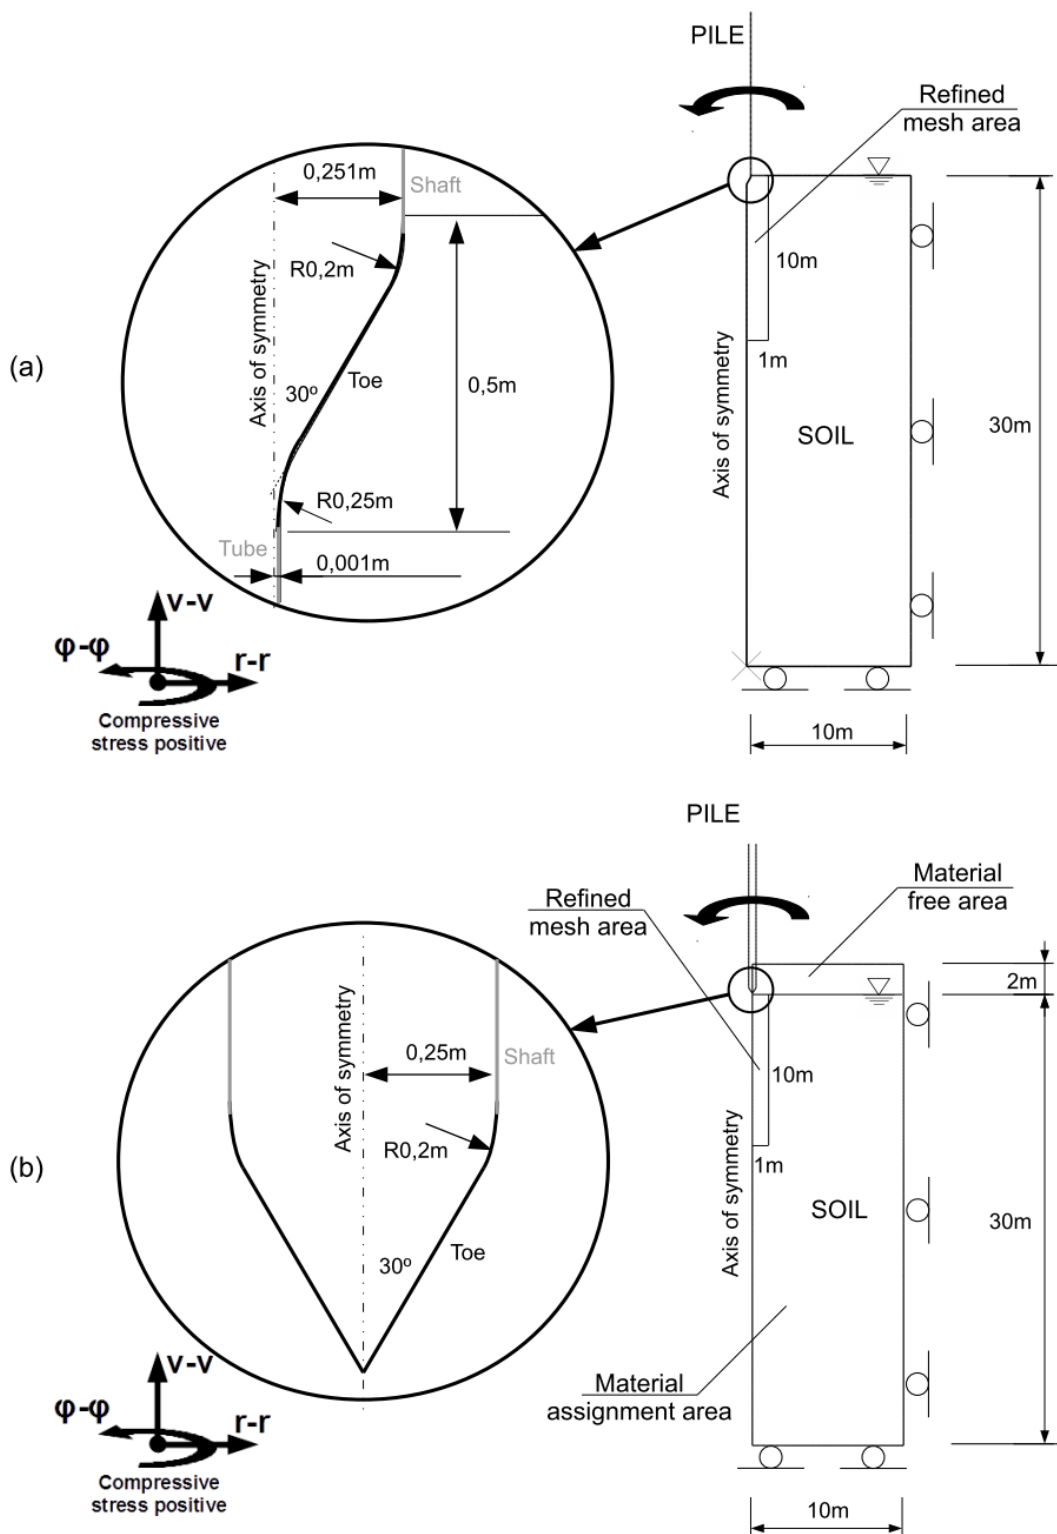 PILE
Refined
mesh area
0,251m
Shaft
R0,2m
Axis of symmetry
10m
(a)
30º
Toe
0,5m
1m
Axis of symmetry
SOIL
30m
R0,25m
Tube
0,001m
v-v
φ-φ
r-r
Compressive
stress positive
10m
PILE
Material
free area
Refined
mesh area
2m
Axis of symmetry
0,25m
Shaft
10m
R0,2m
(b)
1m
Axis of symmetry
SOIL
30m
Toe
30º
v-v
φ-φ
r-r
Material
assignment area
Compressive
stress positive
10m